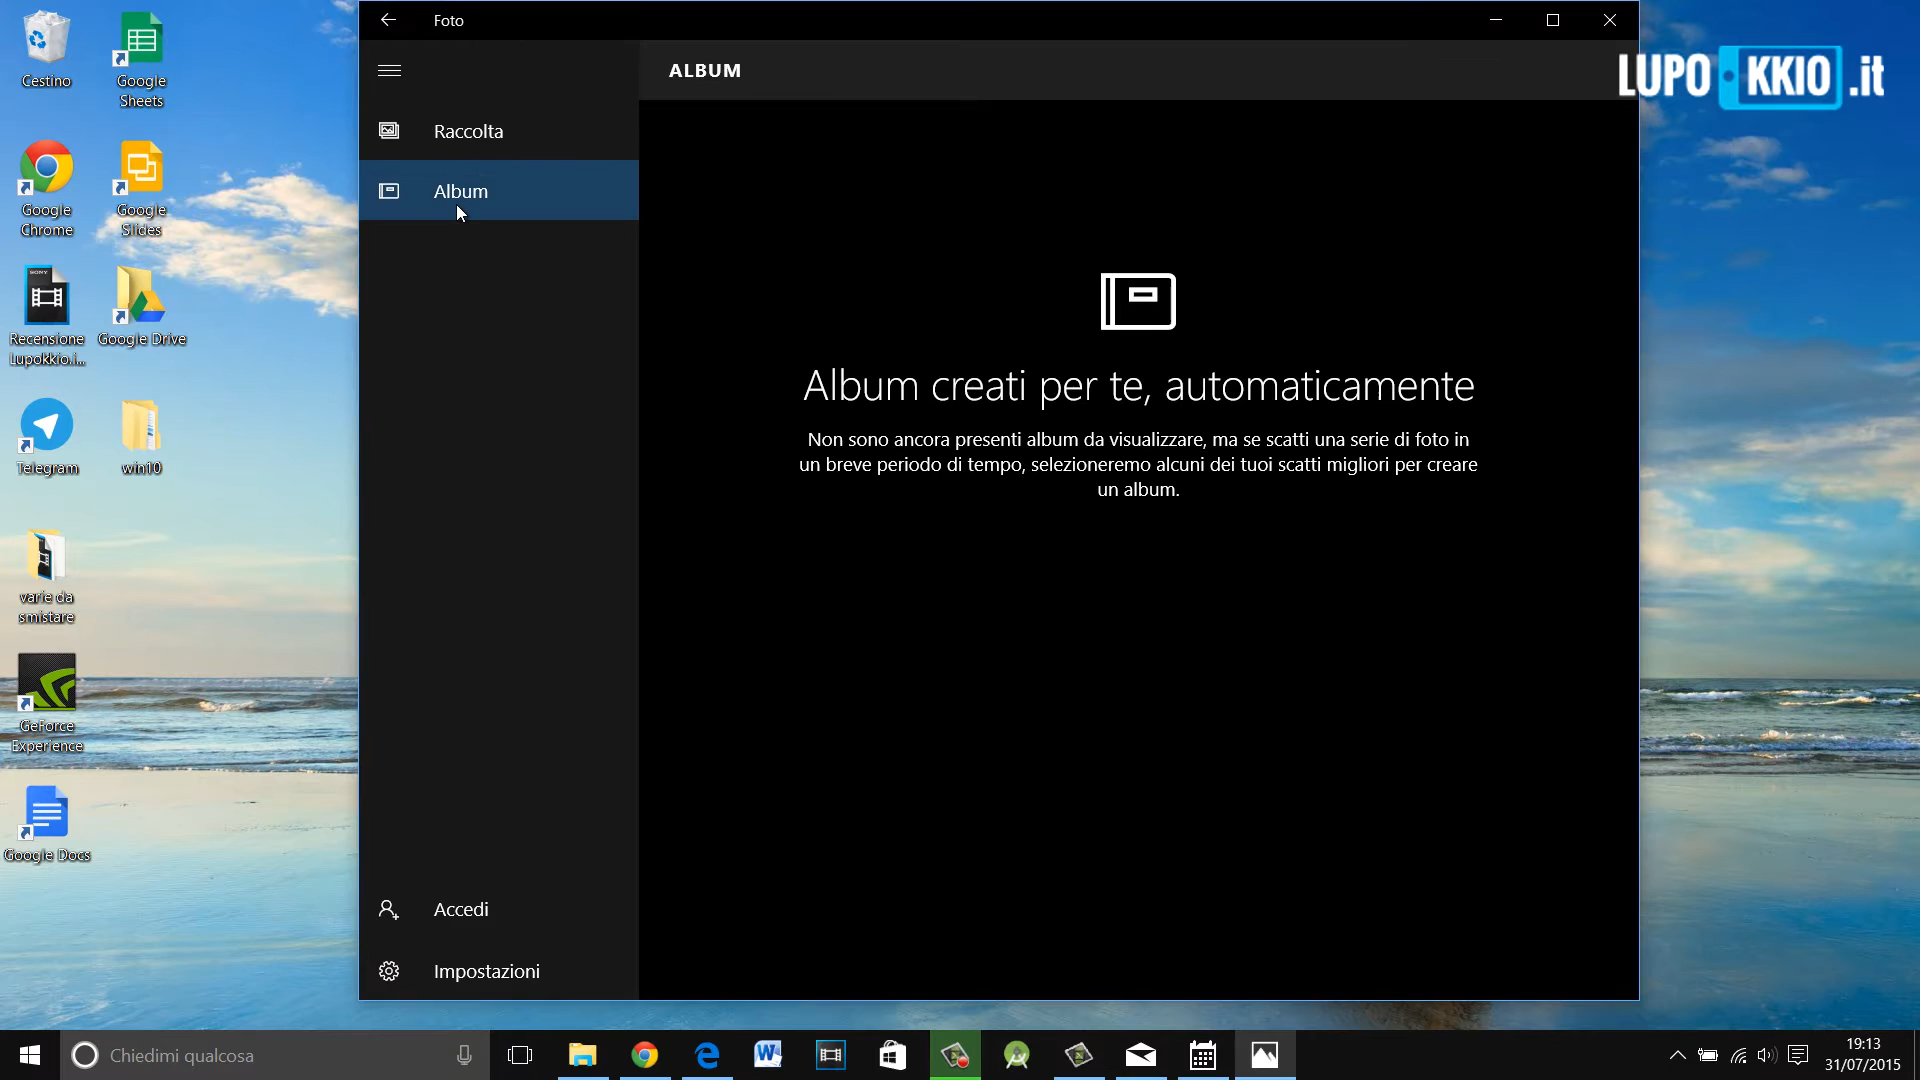 Foto
ALBUM
LUPO KKIO .it
Raccolta
Album
Album creati per te, automaticamente
Non sono ancora presenti album da visualizzare, ma se scatti una serie di foto in
un breve periodo di tempo, selezioneremo alcuni dei tuoi scatti migliori per creare
un album.
Accedi
Impostazioni
Cestino
Google
Sheets
Google
Chrome
Google
Slides
SONY
Recensione
Lupokkio.i...
Google Drive
Telegram
win10
varie da
smistare
GeForce
Experience
Google Docs
Chiedimi qualcosa
19:13
31/07/2015